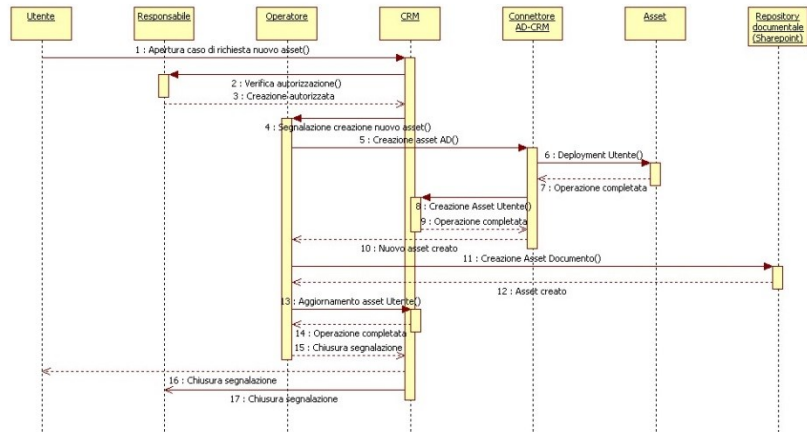 Utente
Responsabile
Operatore
CRM
Connettore
AD-CRM
Asset
Repository
documentale
(Sharepoint)
1 : Apertura caso di richiesta nuovo asset()
2 : Verifica autorizzazione()
3 : Creazione autorizzata
4 : Segnalazione creazione nuovo asset()
5 : Creazione asset AD()
6 : Deployment Utente()
7 : Operazione completata
8 : Creazione Asset Utente()
9 : Operazione completata
10 : Nuovo asset creato
11 : Creazione Asset Documento()
12 : Asset creato
13 : Aggiornamento asset Utente()
14 : Operazione completata
15 : Chiusura segnalazione
16 : Chiusura segnalazione
17 : Chiusura segnalazione